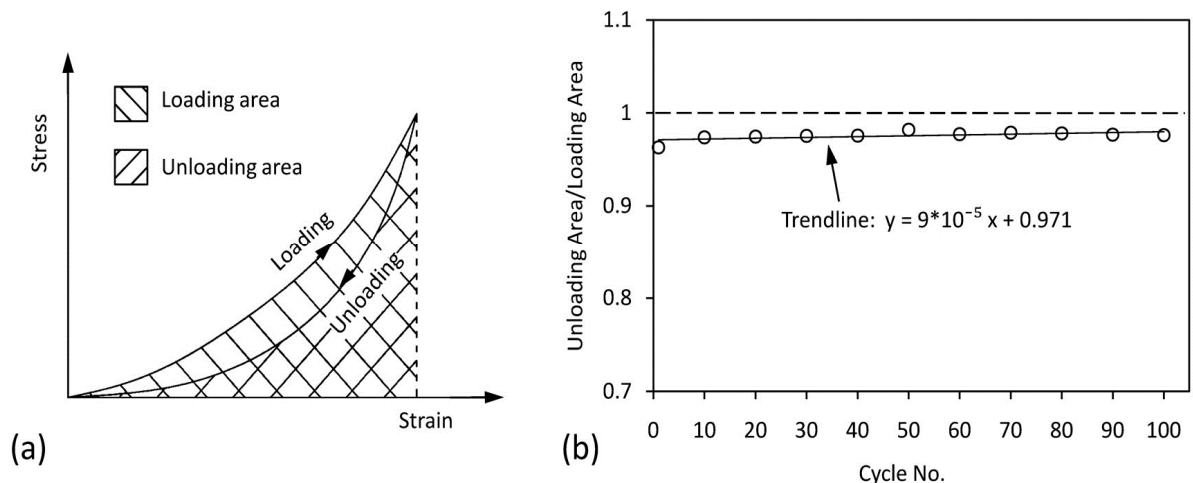 Stress
Loading area
Unloading area
Loading
Unloading
Strain
(a)
Unloading Area/Loading Area
1.1
1
0.9
0.8
0.7
Trendline: y = 9*10⁻⁵ x + 0.971
0 10 20 30 40 50 60 70 80 90 100
Cycle No.
(b)